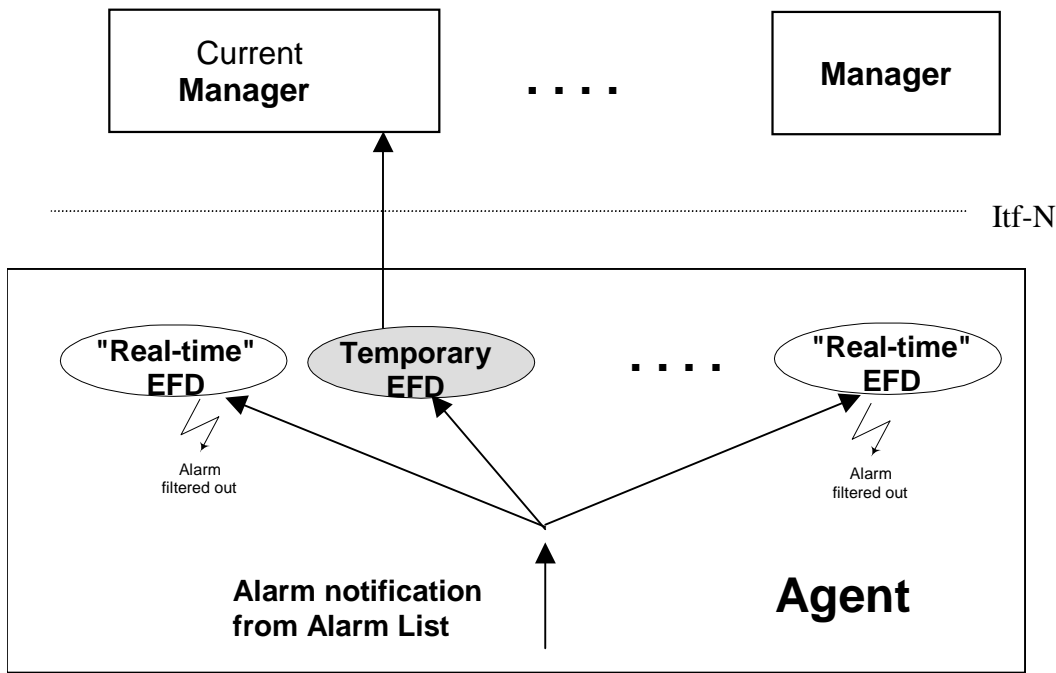 Current
Manager
. . . .
Manager
Itf-N
"Real-time"
EFD
Temporary
EFD
. . . .
"Real-time"
EFD
Alarm
filtered out
Alarm
filtered out
Alarm notification
from Alarm List
Agent